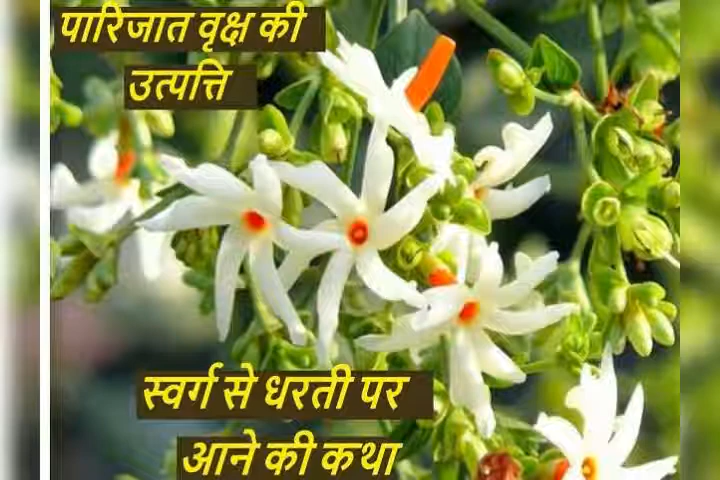 पारिजात वृक्ष की
उत्पत्ति
स्वर्ग से धरती पर
आने की कथा